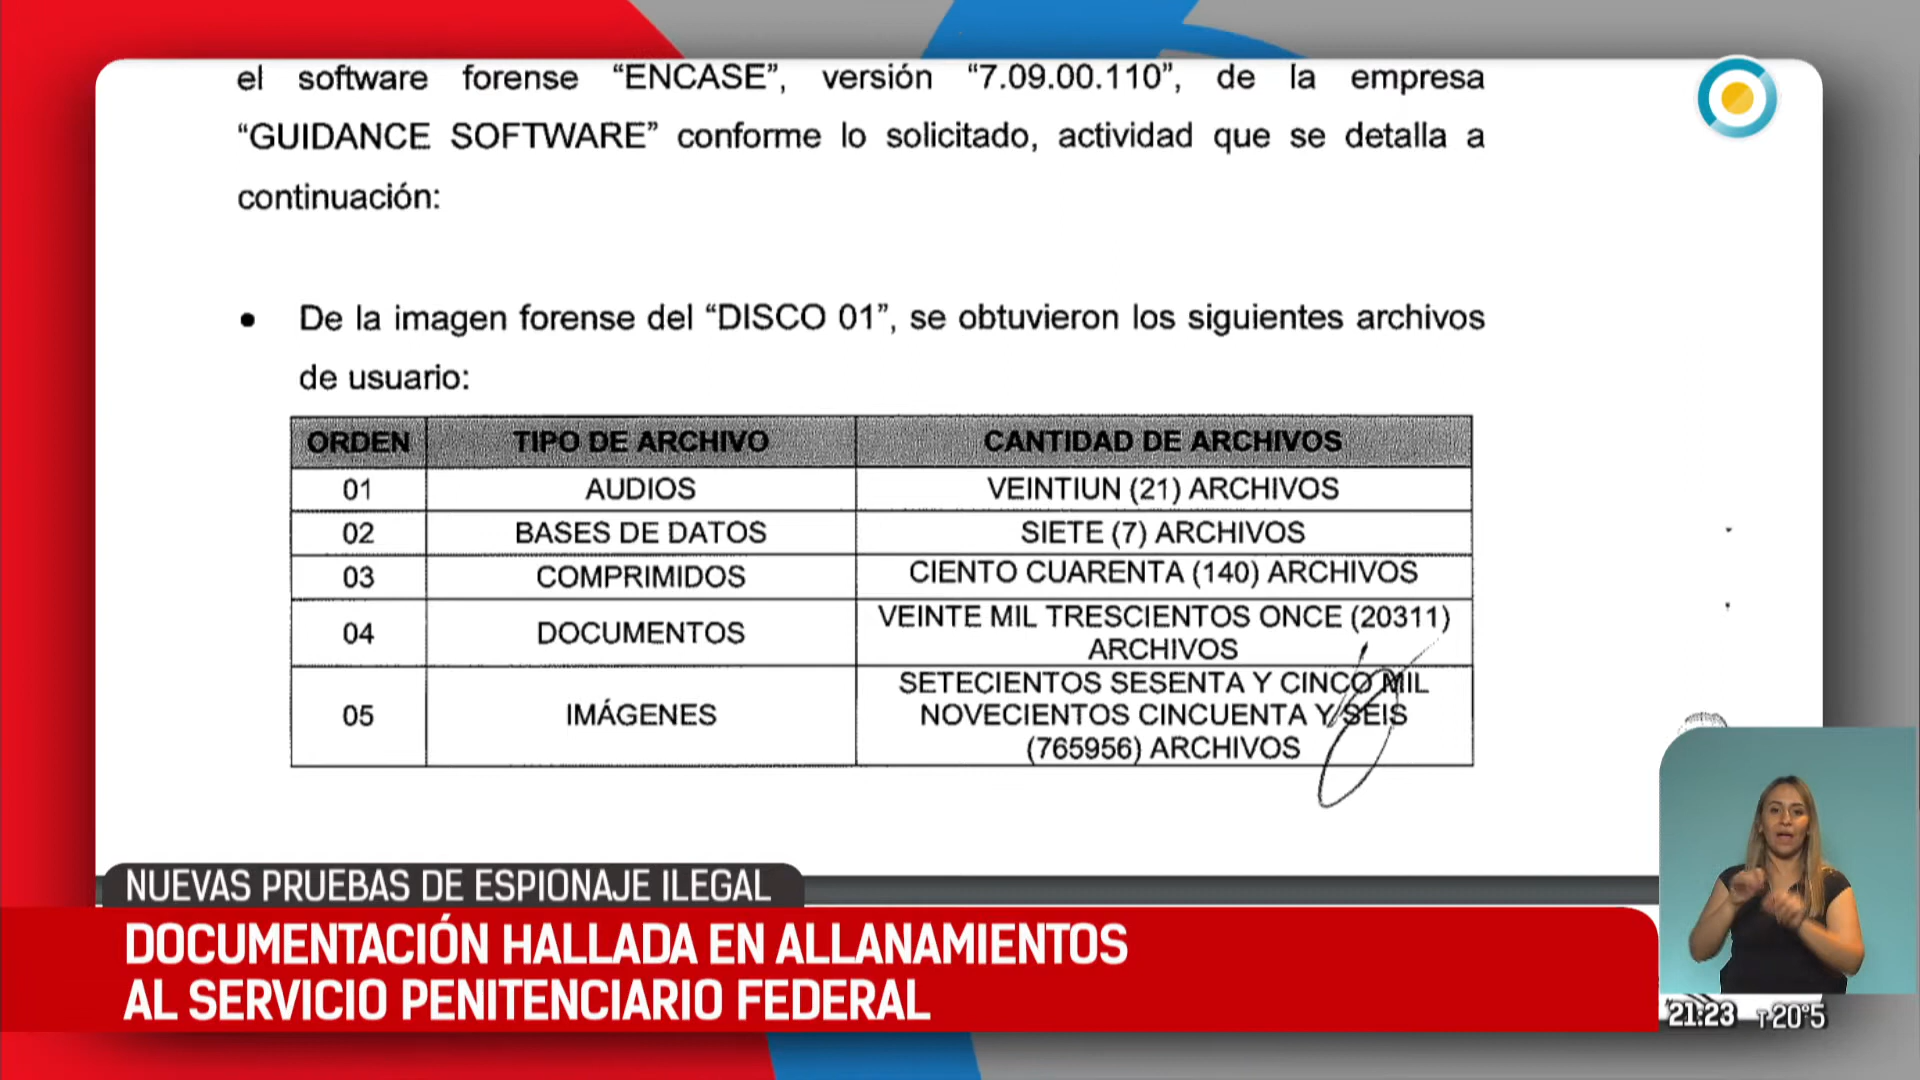 el software forense “ENCASE”, versión “7.09.00.110”, de la empresa
“GUIDANCE SOFTWARE” conforme lo solicitado, actividad que se detalla a
continuación:
• De la imagen forense del “DISCO 01”, se obtuvieron los siguientes archivos
de usuario:
ORDEN TIPO DE ARCHIVO CANTIDAD DE ARCHIVOS
01 AUDIOS VEINTIUN (21) ARCHIVOS
02 BASES DE DATOS SIETE (7) ARCHIVOS
03 COMPRIMIDOS CIENTO CUARENTA (140) ARCHIVOS
04 DOCUMENTOS VEINTE MIL TRESCIENTOS ONCE (20311)
ARCHIVOS
05 IMÁGENES SETECIENTOS SESENTA Y CINCO MIL
NOVECIENTOS CINCUENTA Y SEIS
(765956) ARCHIVOS
NUEVAS PRUEBAS DE ESPIONAJE ILEGAL
DOCUMENTACIÓN HALLADA EN ALLANAMIENTOS
AL SERVICIO PENITENCIARIO FEDERAL
21:23 T20°5